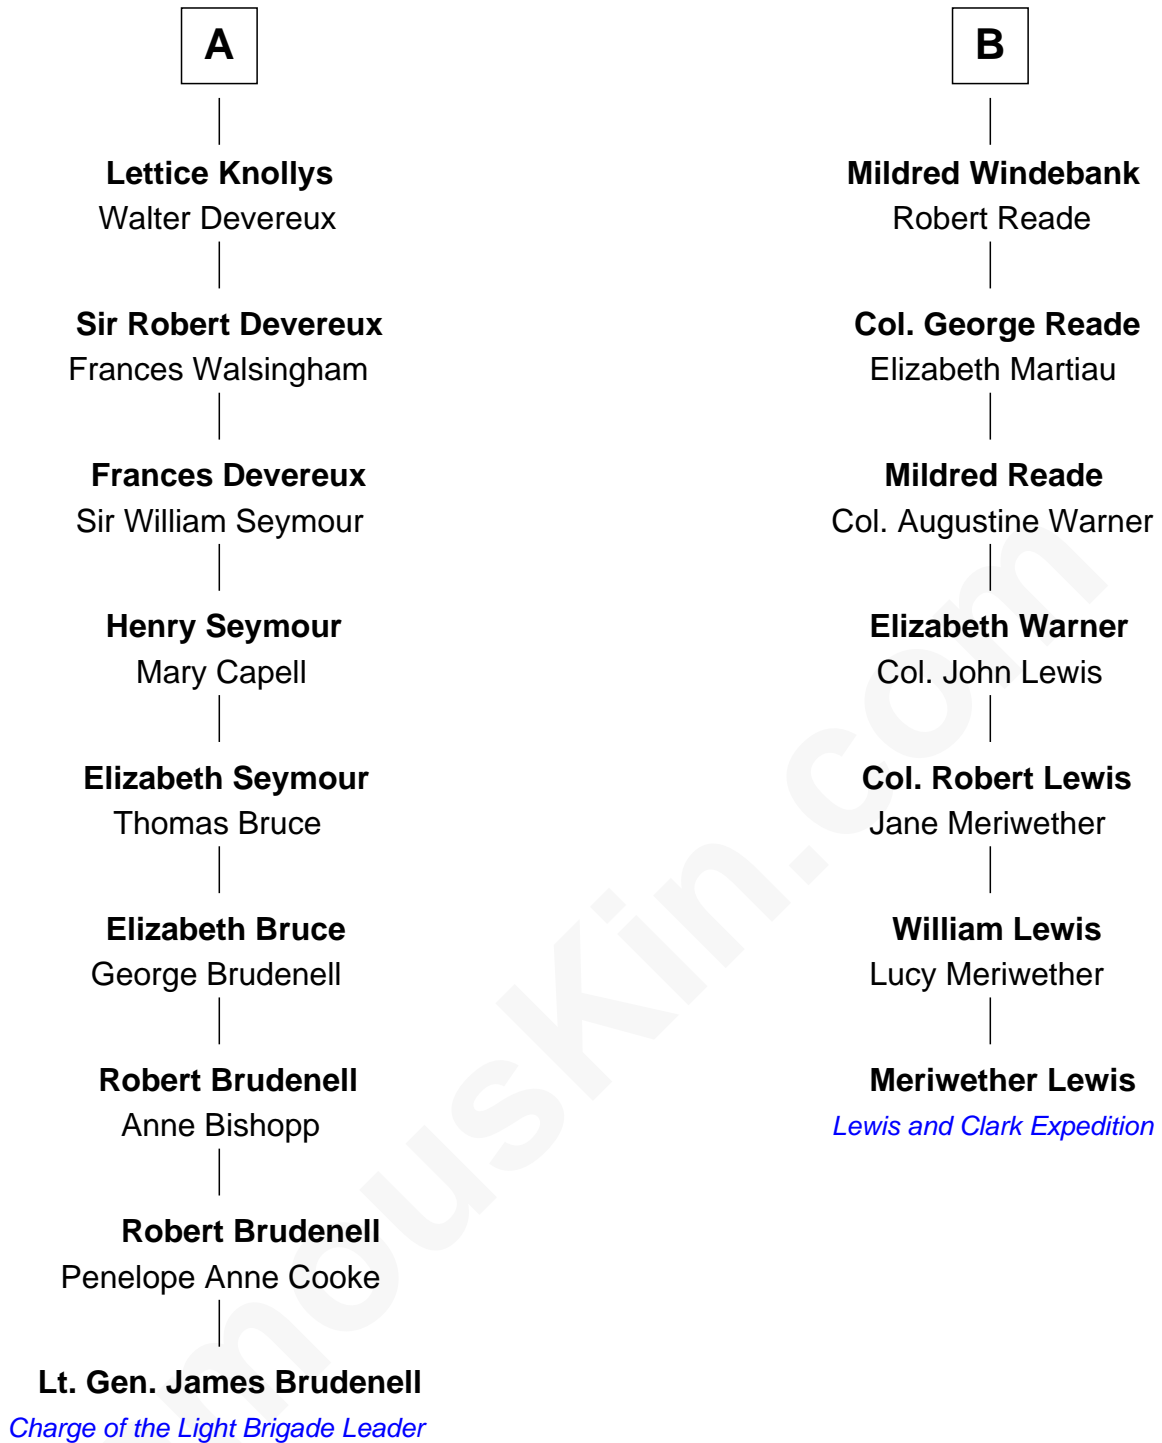 A
Lettice Knollys
Walter Devereux
Sir Robert Devereux
Frances Walsingham
Frances Devereux
Sir William Seymour
Henry Seymour
Mary Capell
Elizabeth Seymour
Thomas Bruce
Elizabeth Bruce
George Brudenell
Robert Brudenell
Anne Bishopp
Robert Brudenell
Penelope Anne Cooke
Lt. Gen. James Brudenell
Charge of the Light Brigade Leader
B
Mildred Windebank
Robert Reade
Col. George Reade
Elizabeth Martiau
Mildred Reade
Col. Augustine Warner
Elizabeth Warner
Col. John Lewis
Col. Robert Lewis
Jane Meriwether
William Lewis
Lucy Meriwether
Meriwether Lewis
Lewis and Clark Expedition
mousKin.com